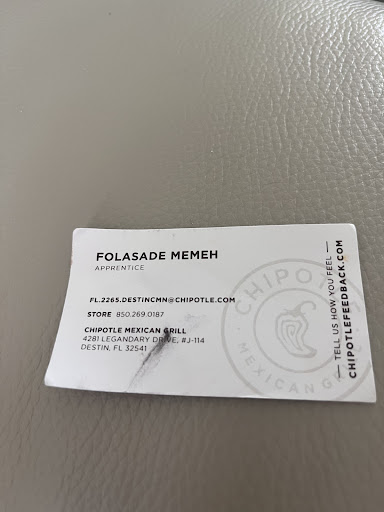 FOLASADE MEMEH
APPRENTICE
FL.2265.DESTINCMN@CHIPOTLE.COM
STORE 850.269.0187
CHIPOTLE MEXICAN GRILL
4281 LEGANDARY DRIVE, #J-114
DESTIN, FL 32541
CHIPOTLE
MEXICAN
— TELL US HOW YOU FEEL —
CHIPOTLEFEEDBACK.COM